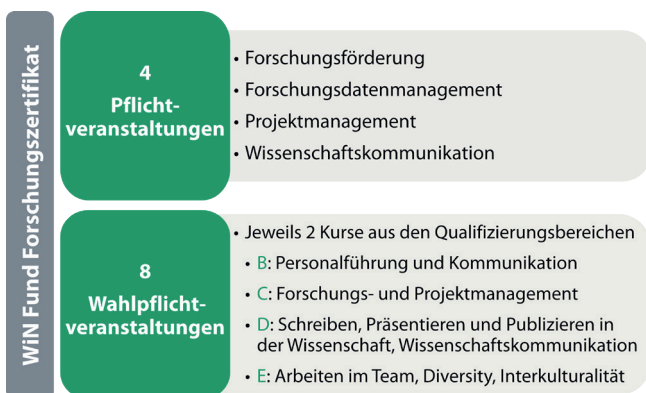 WiN Fund Forschungszertifikat
4
Pflicht-
veranstaltungen
• Forschungsförderung
• Forschungsdatenmanagement
• Projektmanagement
• Wissenschaftskommunikation
8
Wahlpflicht-
veranstaltungen
• Jeweils 2 Kurse aus den Qualifizierungsbereichen
• B: Personalführung und Kommunikation
• C: Forschungs- und Projektmanagement
• D: Schreiben, Präsentieren und Publizieren in
der Wissenschaft, Wissenschaftskommunikation
• E: Arbeiten im Team, Diversity, Interkulturalität